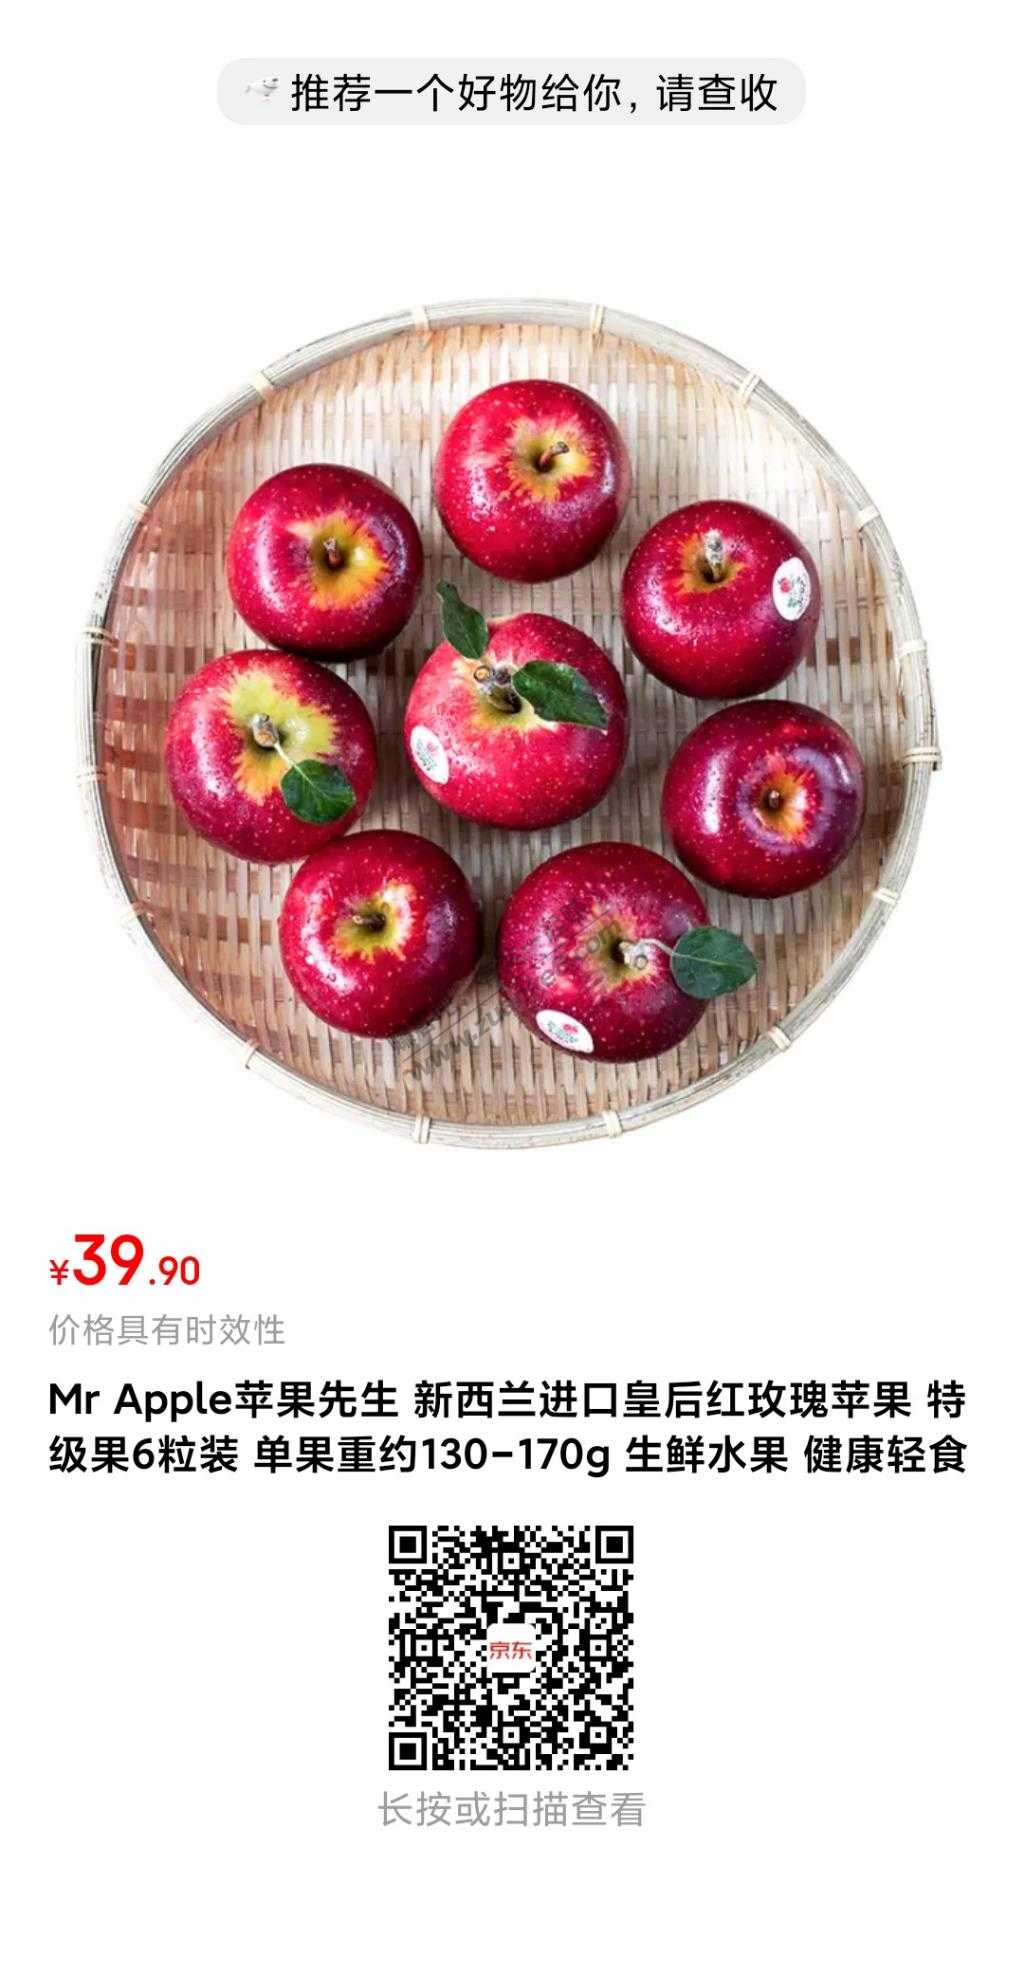 推荐一个好物给你，请查收
¥39.90
价格具有时效性
Mr Apple苹果先生 新西兰进口皇后红玫瑰苹果 特
级果6粒装 单果重约130-170g 生鲜水果 健康轻食
京东
长按或扫描查看